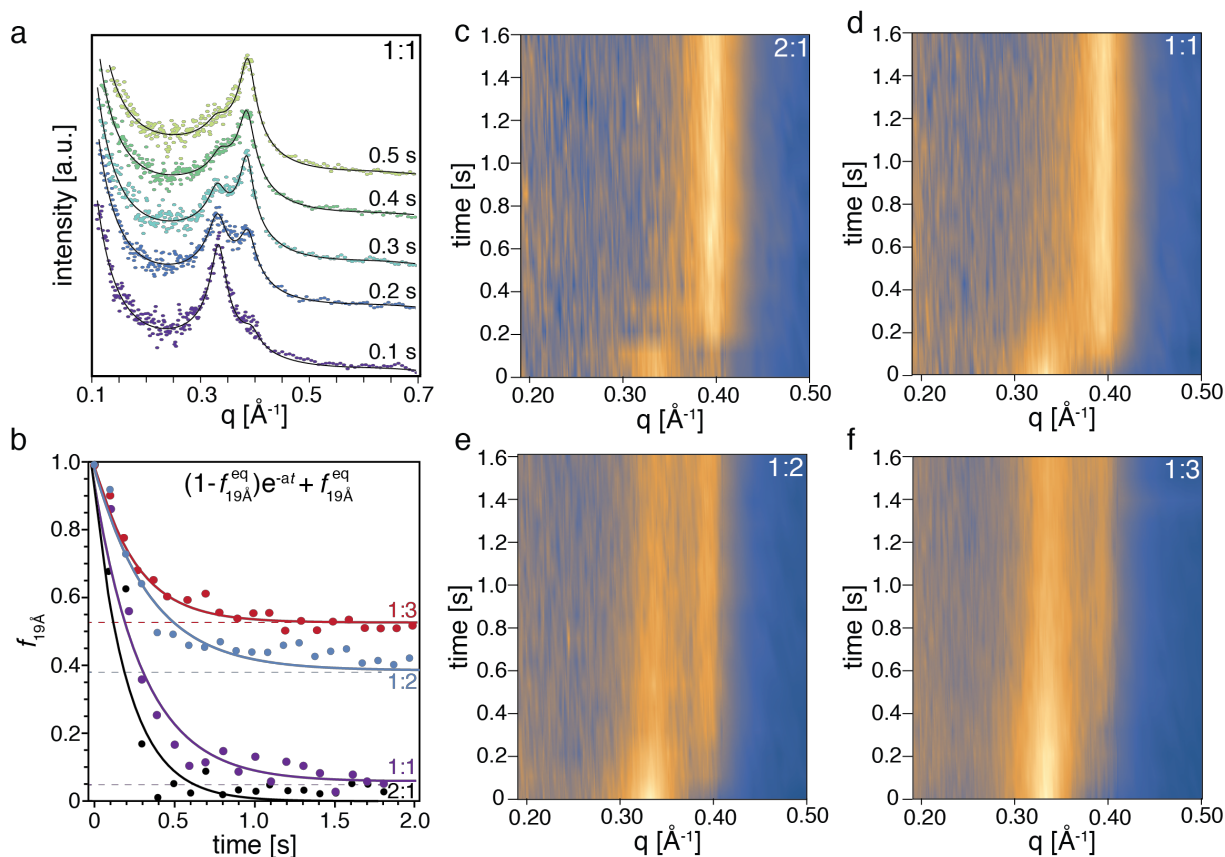 a
1:1
intensity [a.u.]
0.5 s
0.4 s
0.3 s
0.2 s
0.1 s
0.1 0.3 0.5 0.7
q [Å⁻¹]
b
(1-f₁₉Åᵉq)e⁻ᵃᵗ + f₁₉Åᵉq
f₁₉Å
1.0
0.8
0.6
0.4
0.2
0
1:3
1:2
1:1
2:1
0 0.5 1.0 1.5 2.0
time [s]
c
2:1
time [s]
1.6
1.4
1.2
1.0
0.8
0.6
0.4
0.2
0
0.20 0.30 0.40 0.50
q [Å⁻¹]
d
1:1
time [s]
1.6
1.4
1.2
1.0
0.8
0.6
0.4
0.2
0
0.20 0.30 0.40 0.50
q [Å⁻¹]
e
1:2
time [s]
1.6
1.4
1.2
1.0
0.8
0.6
0.4
0.2
0
0.20 0.30 0.40 0.50
q [Å⁻¹]
f
1:3
time [s]
1.6
1.4
1.2
1.0
0.8
0.6
0.4
0.2
0
0.20 0.30 0.40 0.50
q [Å⁻¹]